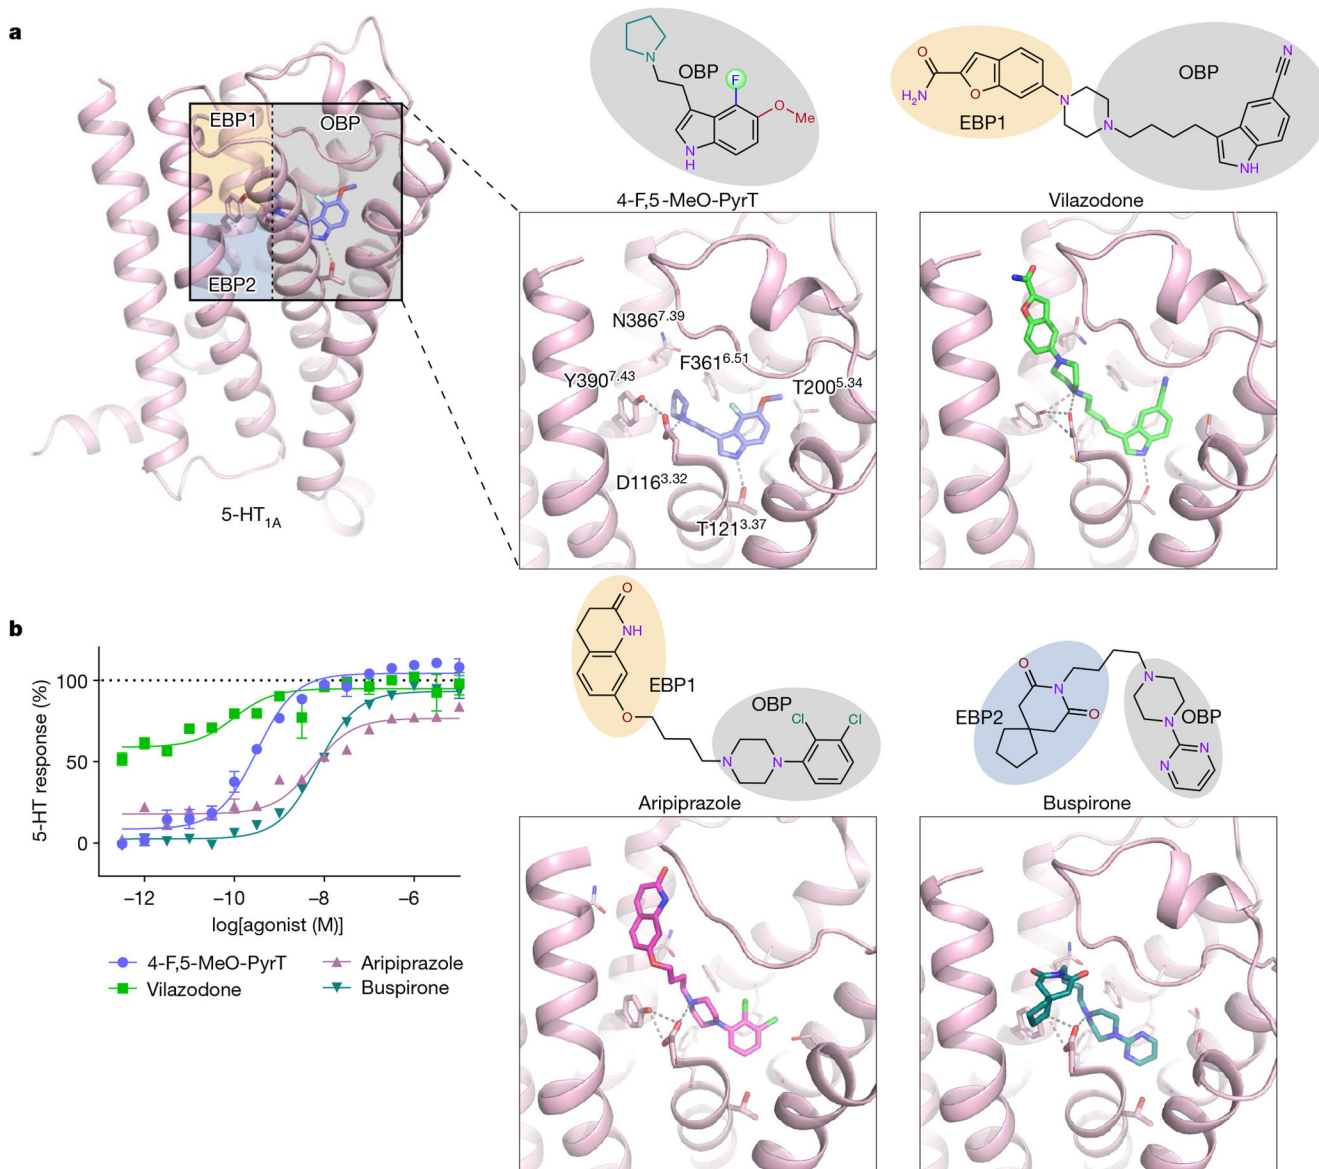 a
EBP1
OBP
EBP2
5-HT1A
N
OBP
F
O
Me
N
H
4-F,5-MeO-PyrT
N386^7.39
F361^6.51
Y390^7.43
T200^5.34
D116^3.32
T121^3.37
O
H2N
O
EBP1
N
N
OBP
N
NH
Vilazodone
b
5-HT response (%)
100
50
0
−12
−10
−8
−6
log[agonist (M)]
4-F,5-MeO-PyrT
Vilazodone
Aripiprazole
Buspirone
O
NH
EBP1
O
OBP
Cl
Cl
N
N
Aripiprazole
O
N
EBP2
O
N
N
OBP
N
N
Buspirone